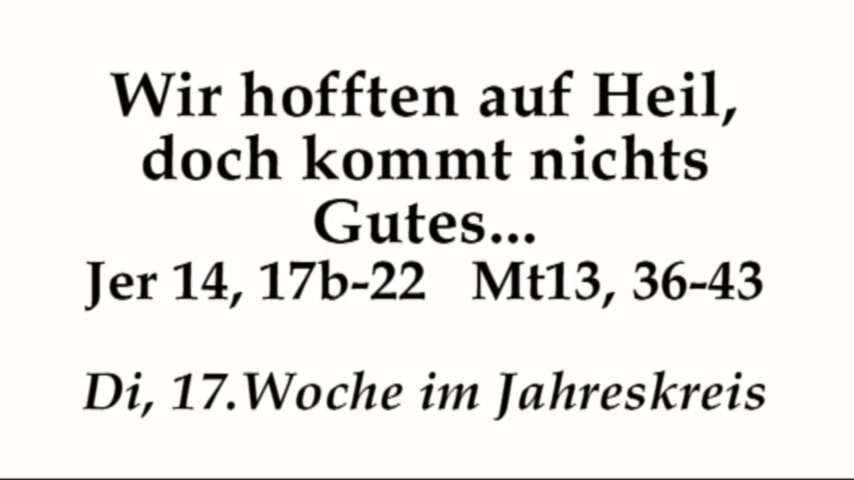 Wir hofften auf Heil,
doch kommt nichts
Gutes...
Jer 14, 17b-22 Mt13, 36-43
Di, 17.Woche im Jahreskreis